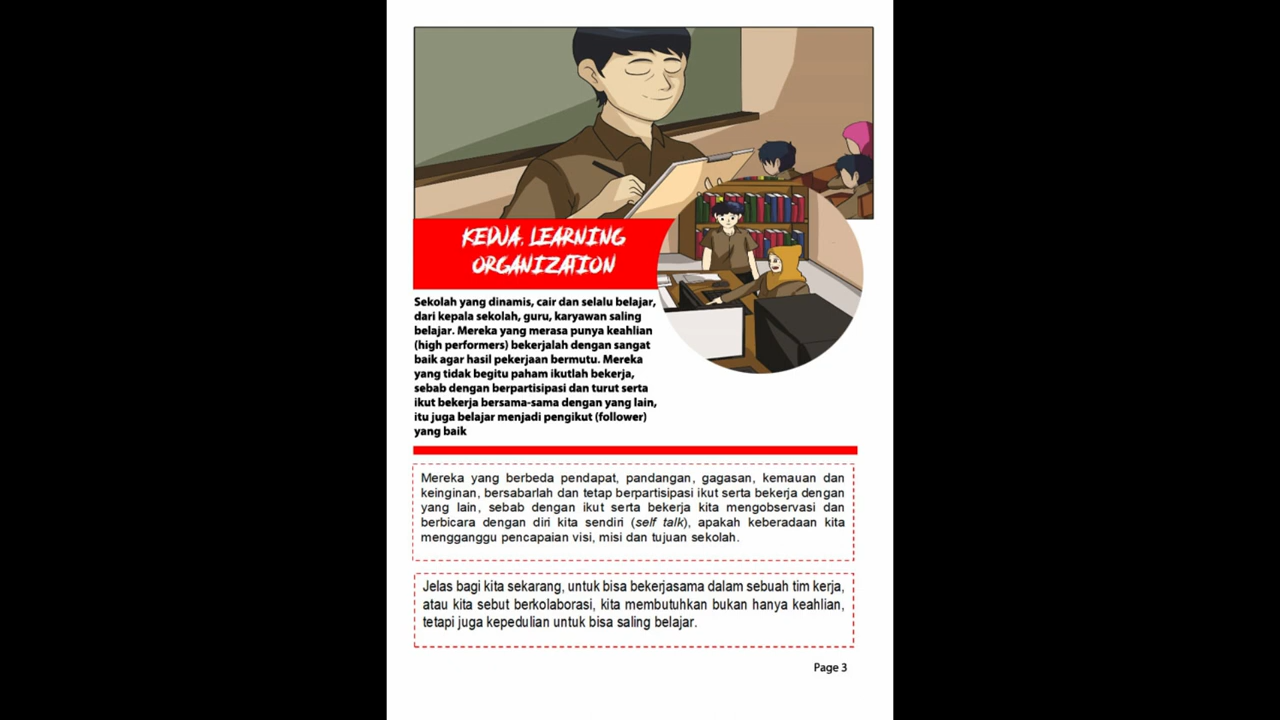 KEDUA, LEARNING
ORGANIZATION
Sekolah yang dinamis, cair dan selalu belajar,
dari kepala sekolah, guru, karyawan saling
belajar. Mereka yang merasa punya keahlian
(high performers) bekerjalah dengan sangat
baik agar hasil pekerjaan bermutu. Mereka
yang tidak begitu paham ikutlah bekerja,
sebab dengan berpartisipasi dan turut serta
ikut bekerja bersama-sama dengan yang lain,
itu juga belajar menjadi pengikut (follower)
yang baik
Mereka yang berbeda pendapat, pandangan, gagasan, kemauan dan
keinginan, bersabarlah dan tetap berpartisipasi ikut serta bekerja dengan
yang lain, sebab dengan ikut serta bekerja kita mengobservasi dan
berbicara dengan diri kita sendiri (self talk), apakah keberadaan kita
mengganggu pencapaian visi, misi dan tujuan sekolah.
Jelas bagi kita sekarang, untuk bisa bekerjasama dalam sebuah tim kerja,
atau kita sebut berkolaborasi, kita membutuhkan bukan hanya keahlian,
tetapi juga kepedulian untuk bisa saling belajar.
Page 3